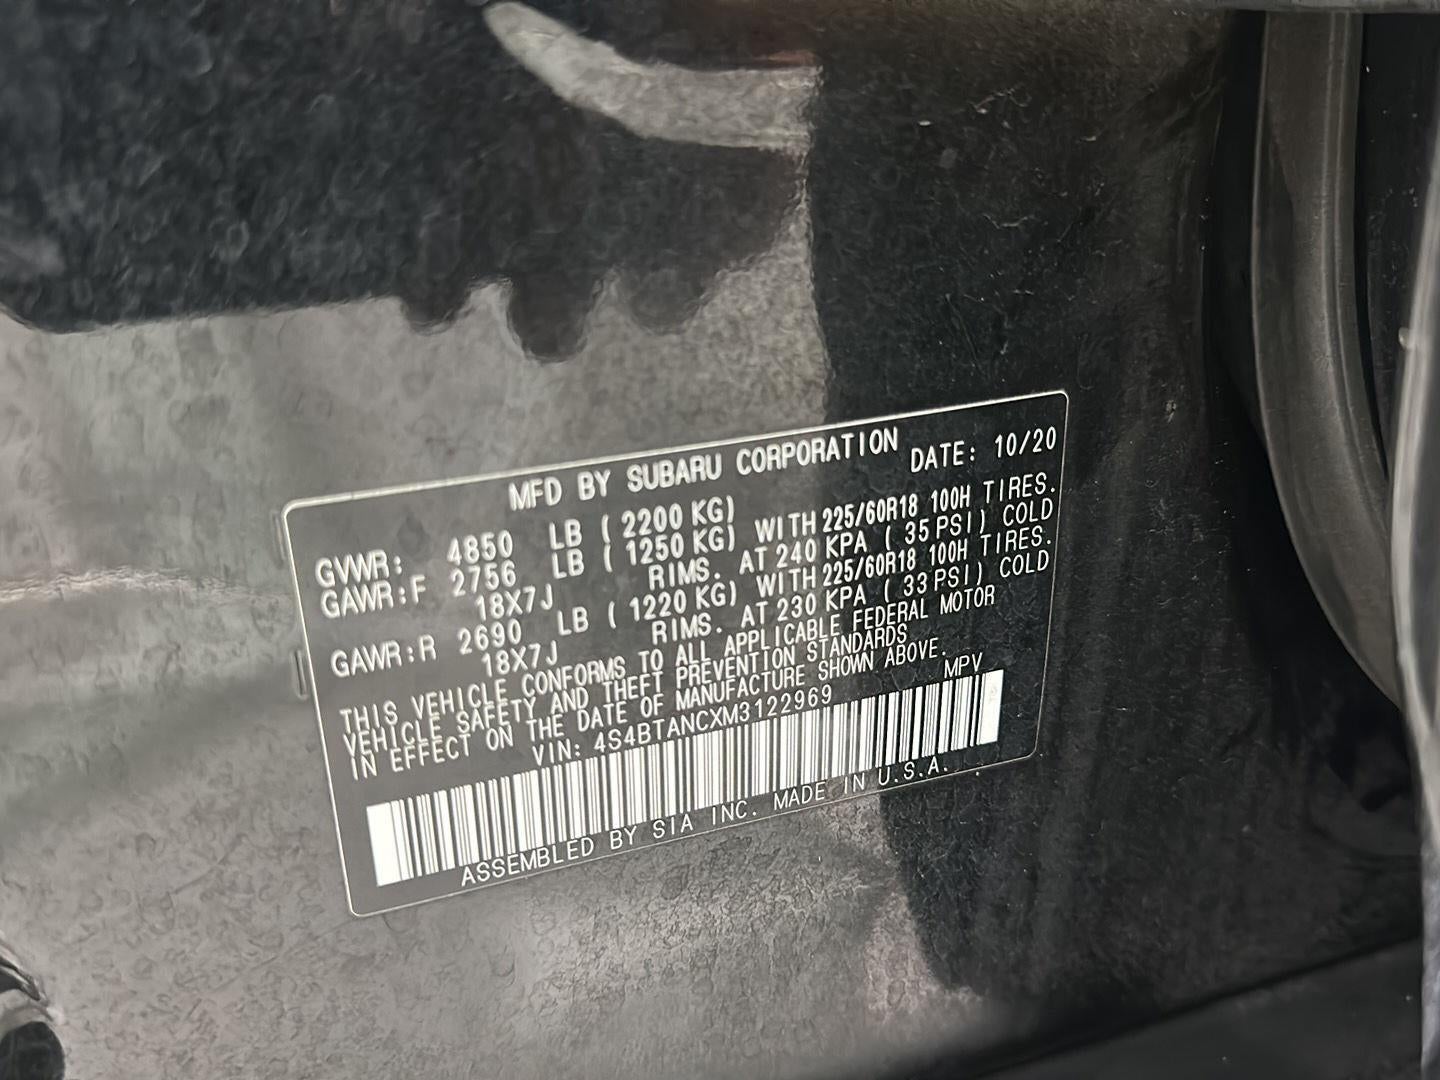 MFD BY SUBARU CORPORATION DATE: 10/20
GVWR: 4850 LB ( 2200 KG)
GAWR:F 2756 LB ( 1250 KG) WITH 225/60R18 100H TIRES.
18X7J RIMS. AT 240 KPA ( 35 PSI) COLD
GAWR:R 2690 LB ( 1220 KG) WITH 225/60R18 100H TIRES.
18X7J RIMS. AT 230 KPA ( 33 PSI) COLD
THIS VEHICLE CONFORMS TO ALL APPLICABLE FEDERAL MOTOR
VEHICLE SAFETY AND THEFT PREVENTION STANDARDS
IN EFFECT ON THE DATE OF MANUFACTURE SHOWN ABOVE.
VIN: 4S4BTANCXM3122969 MPV
ASSEMBLED BY SIA INC. MADE IN U.S.A.